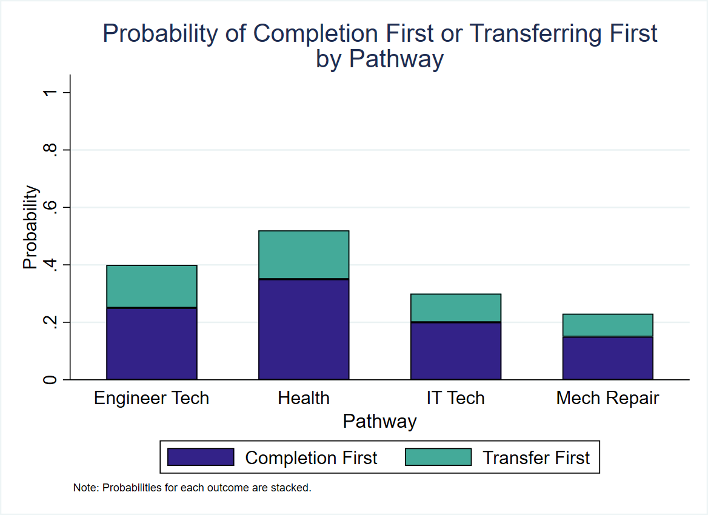 Probability of Completion First or Transferring First
by Pathway
Probability
1
.8
.6
.4
.2
0
Engineer Tech
Health
IT Tech
Mech Repair
Pathway
Completion First
Transfer First
Note: Probabilities for each outcome are stacked.